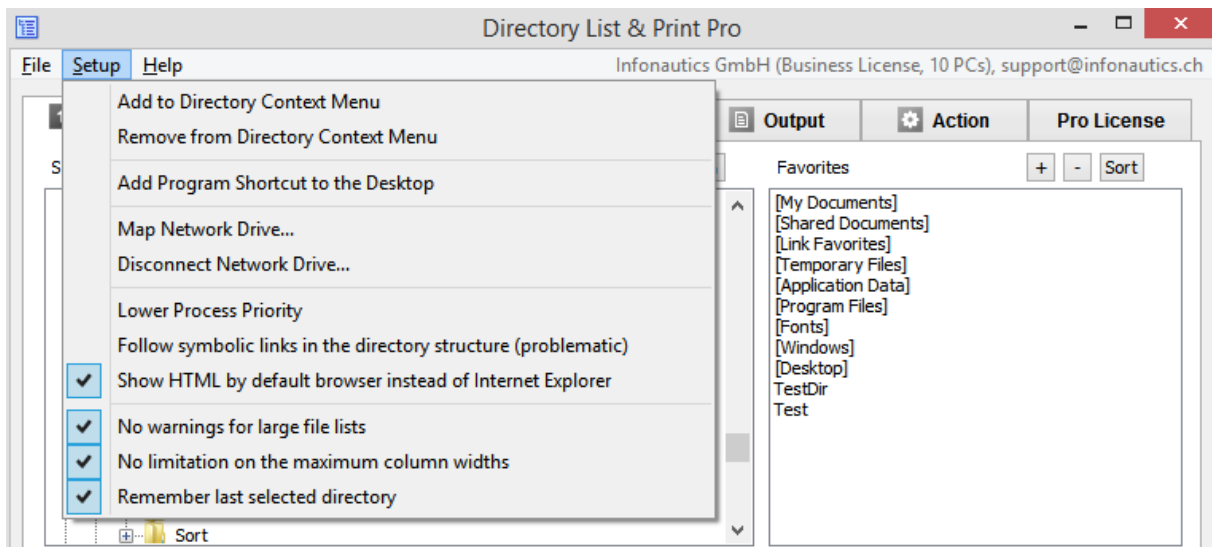 Directory List & Print Pro
File Setup Help Infonautics GmbH (Business License, 10 PCs), support@infonautics.ch
Output Action Pro License
Favorites + - Sort
Add to Directory Context Menu
Remove from Directory Context Menu
Add Program Shortcut to the Desktop
Map Network Drive...
Disconnect Network Drive...
Lower Process Priority
Follow symbolic links in the directory structure (problematic)
Show HTML by default browser instead of Internet Explorer
No warnings for large file lists
No limitation on the maximum column widths
Remember last selected directory
Sort
[My Documents]
[Shared Documents]
[Link Favorites]
[Temporary Files]
[Application Data]
[Program Files]
[Fonts]
[Windows]
[Desktop]
TestDir
Test